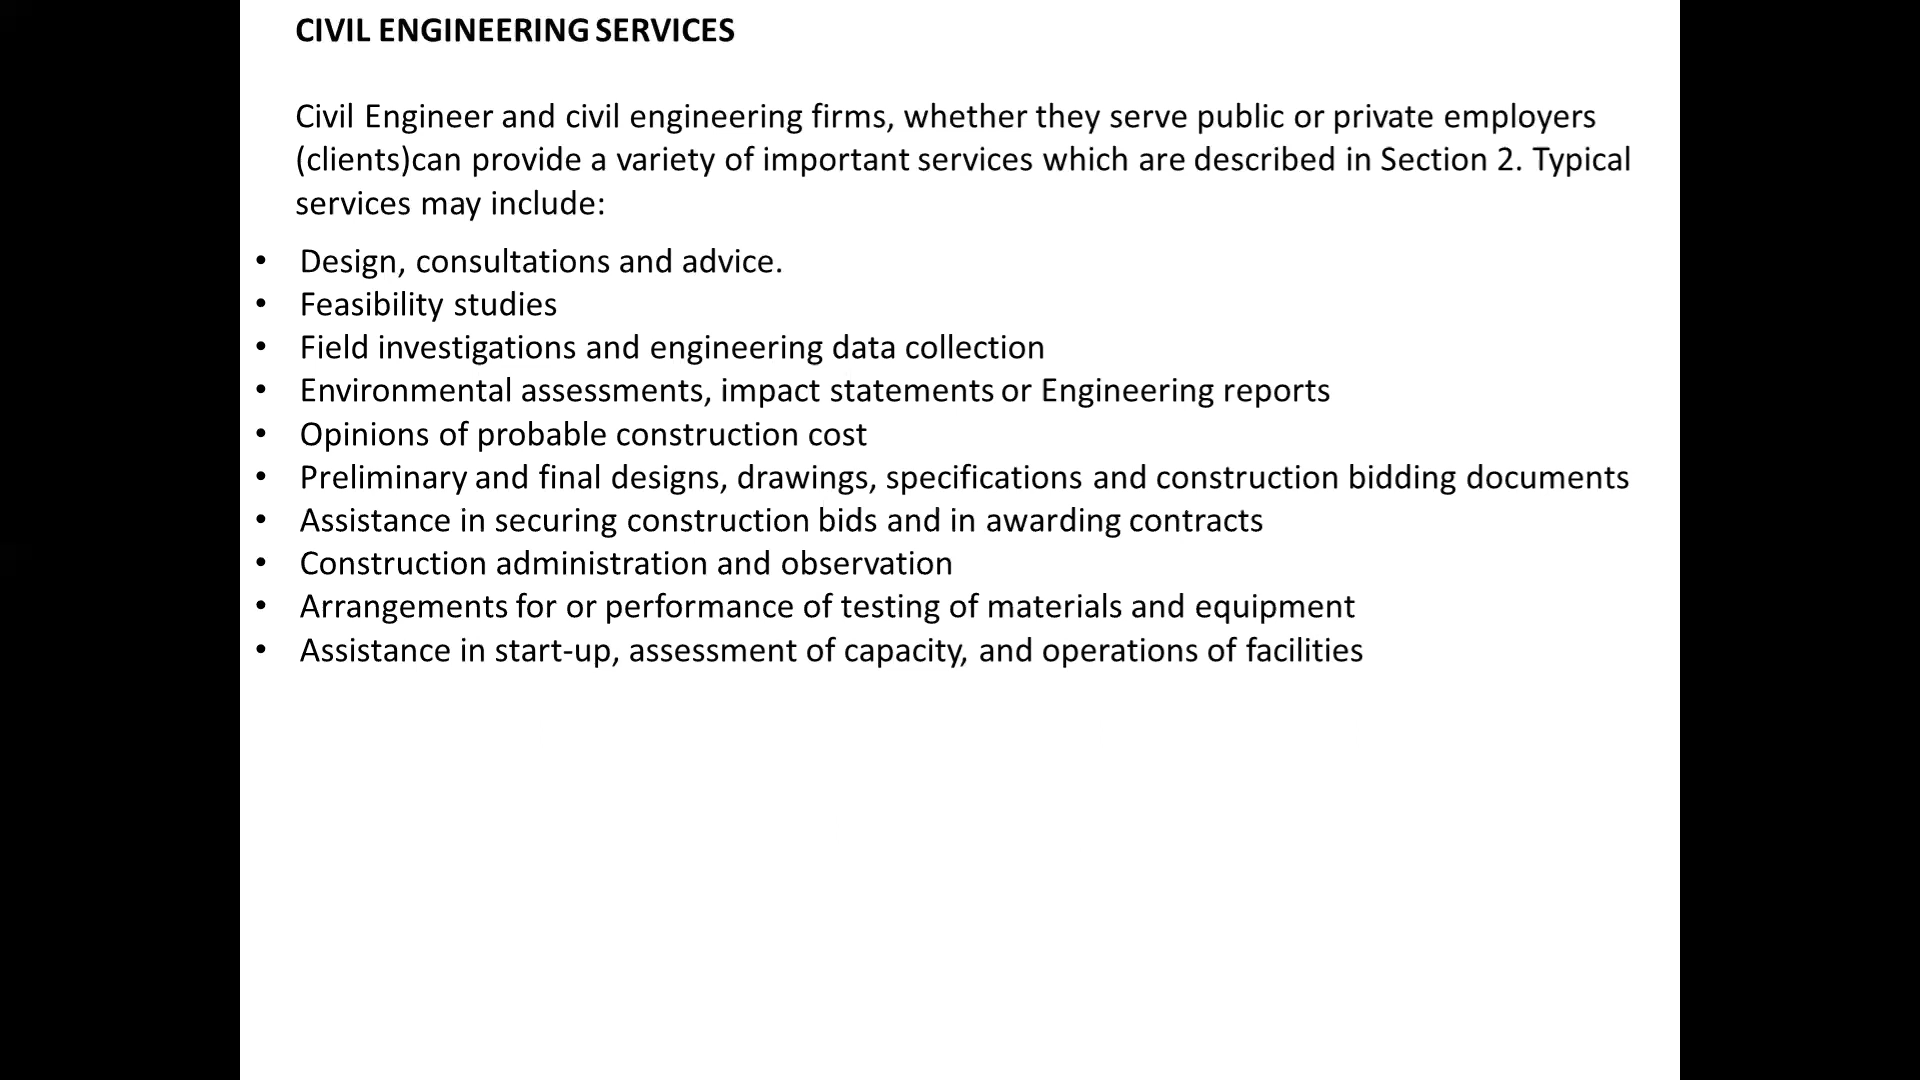 CIVIL ENGINEERING SERVICES
Civil Engineer and civil engineering firms, whether they serve public or private employers
(clients)can provide a variety of important services which are described in Section 2. Typical
services may include:
• Design, consultations and advice.
• Feasibility studies
• Field investigations and engineering data collection
• Environmental assessments, impact statements or Engineering reports
• Opinions of probable construction cost
• Preliminary and final designs, drawings, specifications and construction bidding documents
• Assistance in securing construction bids and in awarding contracts
• Construction administration and observation
• Arrangements for or performance of testing of materials and equipment
• Assistance in start-up, assessment of capacity, and operations of facilities